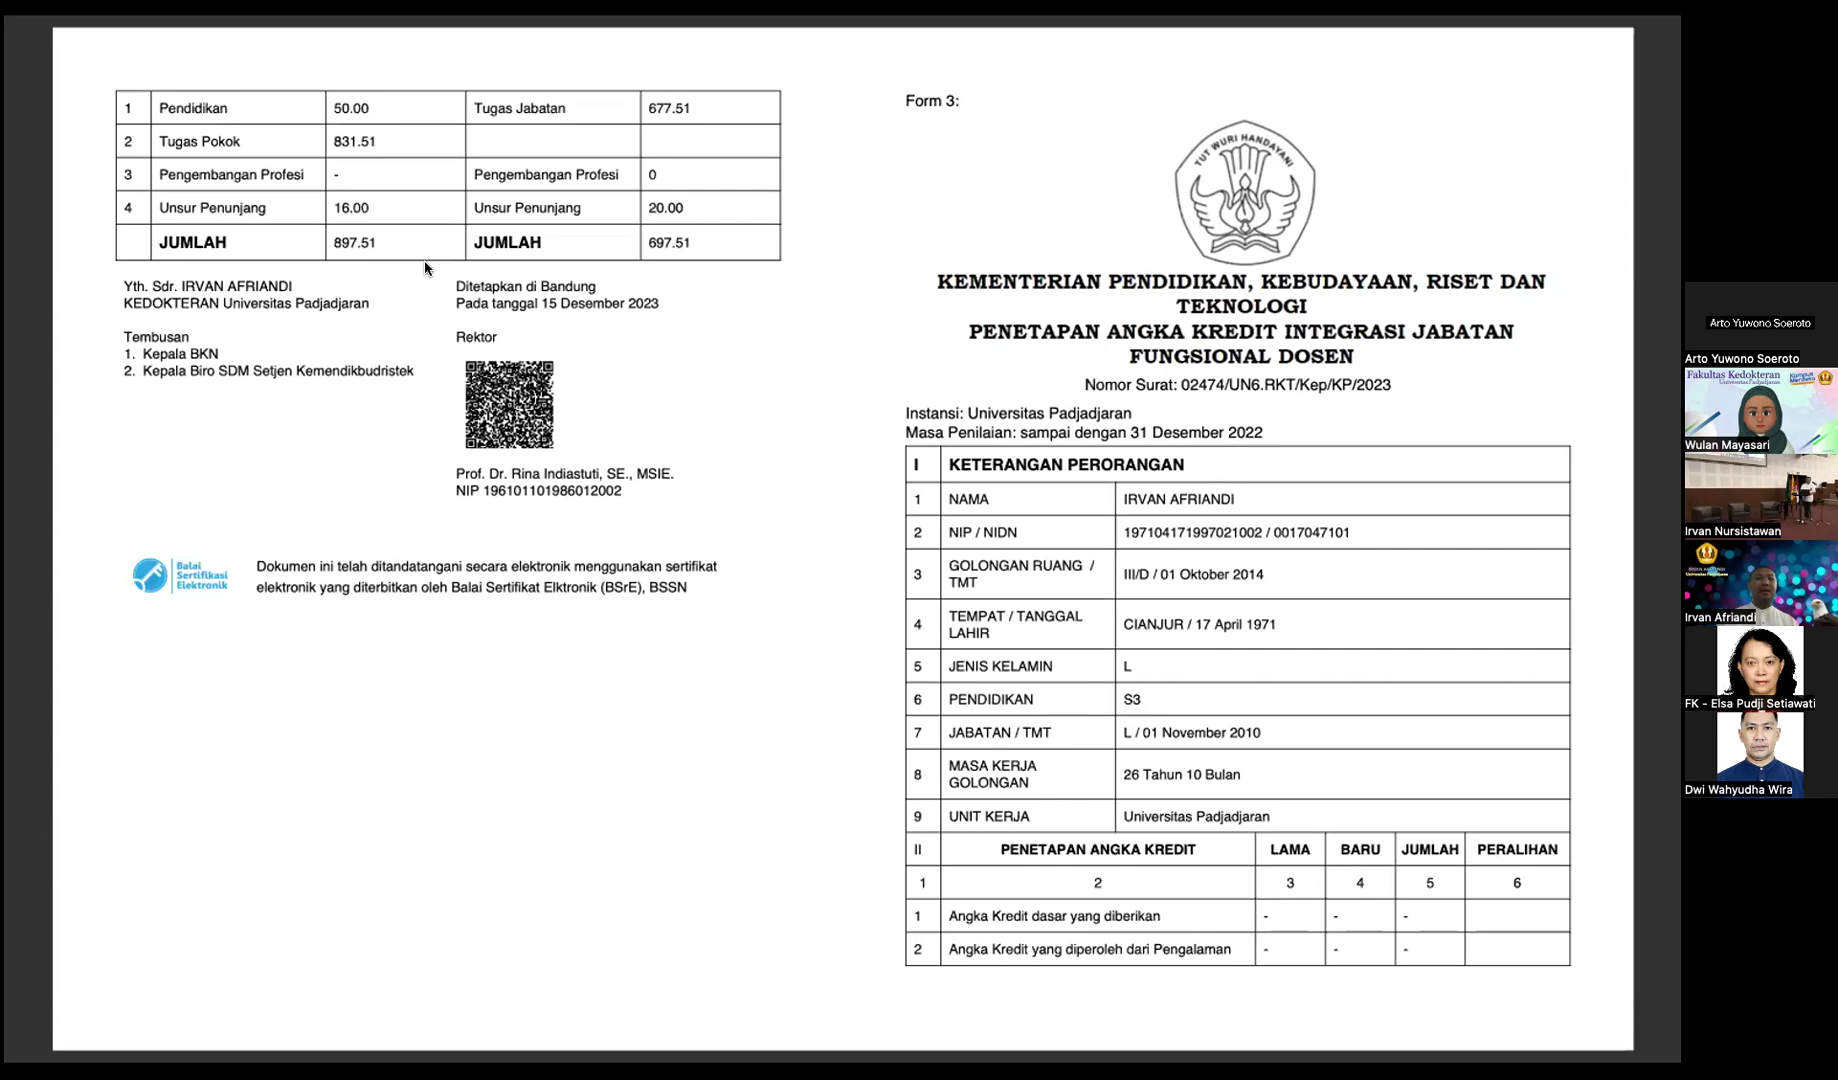 1 Pendidikan 50.00 Tugas Jabatan 677.51
2 Tugas Pokok 831.51
3 Pengembangan Profesi - Pengembangan Profesi 0
4 Unsur Penunjang 16.00 Unsur Penunjang 20.00
JUMLAH 897.51 JUMLAH 697.51
Yth. Sdr. IRVAN AFRIANDI
KEDOKTERAN Universitas Padjadjaran
Tembusan
1. Kepala BKN
2. Kepala Biro SDM Setjen Kemendikbudristek
Ditetapkan di Bandung
Pada tanggal 15 Desember 2023
Rektor
Prof. Dr. Rina Indiastuti, SE., MSIE.
NIP 196101101986012002
Balai
Sertifikasi
Elektronik
Dokumen ini telah ditandatangani secara elektronik menggunakan sertifikat
elektronik yang diterbitkan oleh Balai Sertifikat Elktronik (BSrE), BSSN
Form 3:
TUT WURI HANDAYANI
KEMENTERIAN PENDIDIKAN, KEBUDAYAAN, RISET DAN
TEKNOLOGI
PENETAPAN ANGKA KREDIT INTEGRASI JABATAN
FUNGSIONAL DOSEN
Nomor Surat: 02474/UN6.RKT/Kep/KP/2023
Instansi: Universitas Padjadjaran
Masa Penilaian: sampai dengan 31 Desember 2022
I KETERANGAN PERORANGAN
1 NAMA IRVAN AFRIANDI
2 NIP / NIDN 197104171997021002 / 0017047101
3 GOLONGAN RUANG /
TMT III/D / 01 Oktober 2014
4 TEMPAT / TANGGAL
LAHIR CIANJUR / 17 April 1971
5 JENIS KELAMIN L
6 PENDIDIKAN S3
7 JABATAN / TMT L / 01 November 2010
8 MASA KERJA
GOLONGAN 26 Tahun 10 Bulan
9 UNIT KERJA Universitas Padjadjaran
II PENETAPAN ANGKA KREDIT LAMA BARU JUMLAH PERALIHAN
1 2 3 4 5 6
1 Angka Kredit dasar yang diberikan - - -
2 Angka Kredit yang diperoleh dari Pengalaman - - -
Arto Yuwono Soeroto
Arto Yuwono Soeroto
Fakultas Kedokteran
Universitas Padjadjaran
Kampus
Merdeka
Wulan Mayasari
Irvan Nursistawan
Universitas Padjadjaran
Irvan Afriandi
FK - Elsa Pudji Setiawati
Dwi Wahyudha Wira